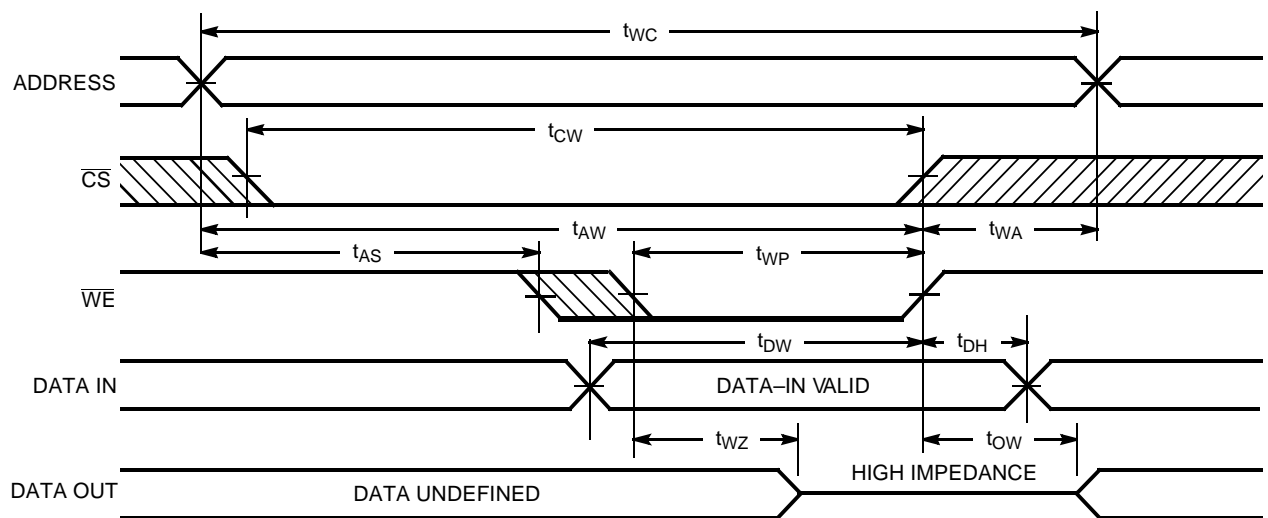 tWC
ADDRESS
tCW
CS
tAW
tWA
tAS
tWP
WE
tDW
tDH
DATA IN
DATA–IN VALID
tWZ
tOW
HIGH IMPEDANCE
DATA OUT
DATA UNDEFINED